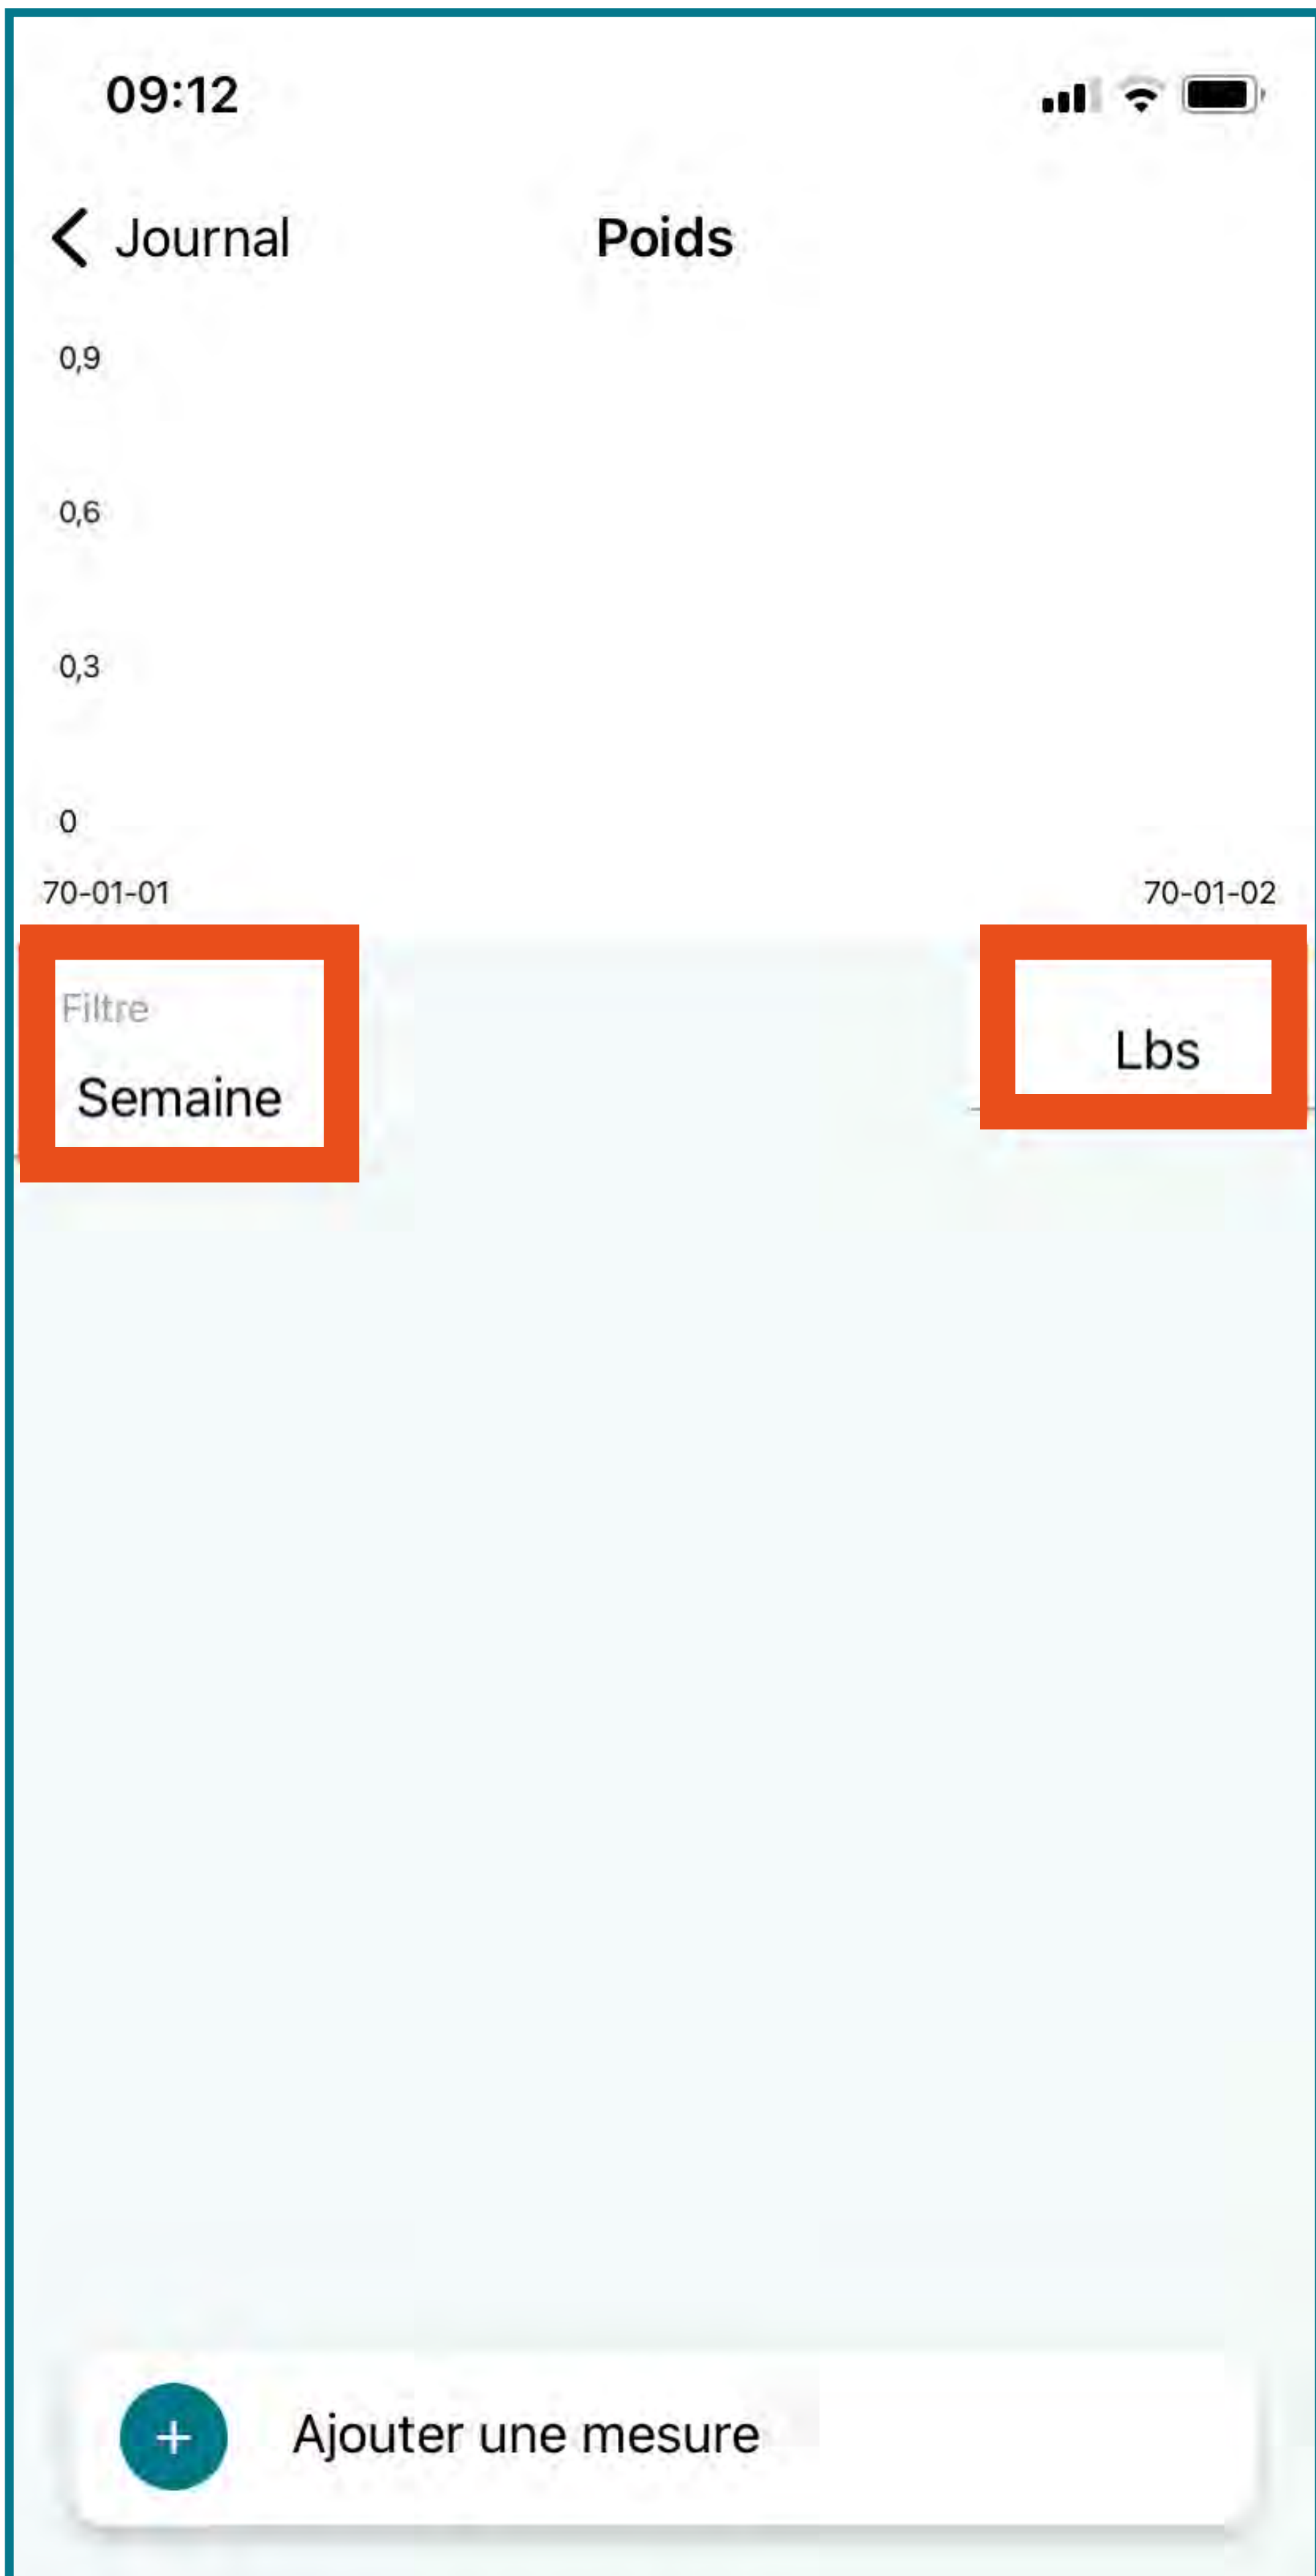 09:12
Journal
Poids
0,9
0,6
0,3
0
70-01-01
70-01-02
Filtre
Semaine
Lbs
+
Ajouter une mesure